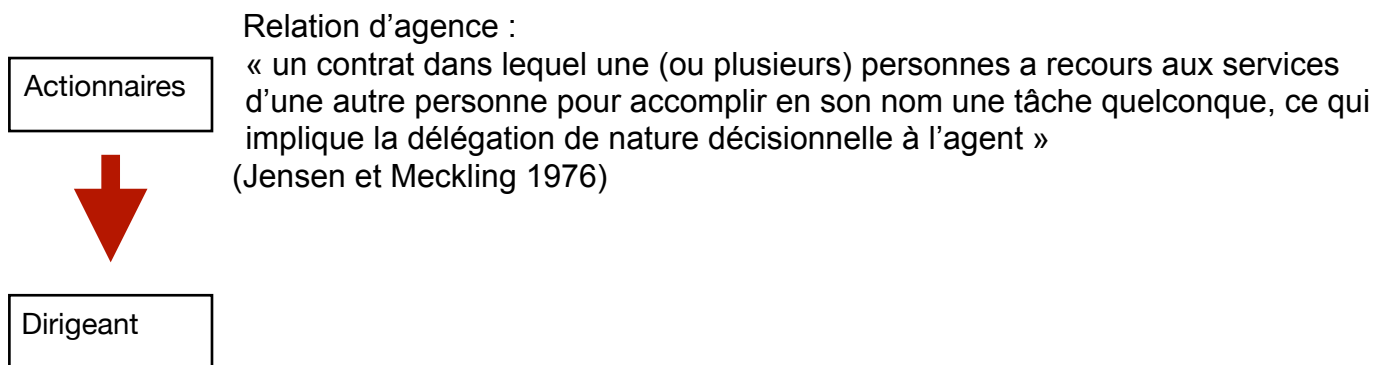 Relation d’agence :
Actionnaires
« un contrat dans lequel une (ou plusieurs) personnes a recours aux services
d’une autre personne pour accomplir en son nom une tâche quelconque, ce qui
implique la délégation de nature décisionnelle à l’agent »
(Jensen et Meckling 1976)
Dirigeant